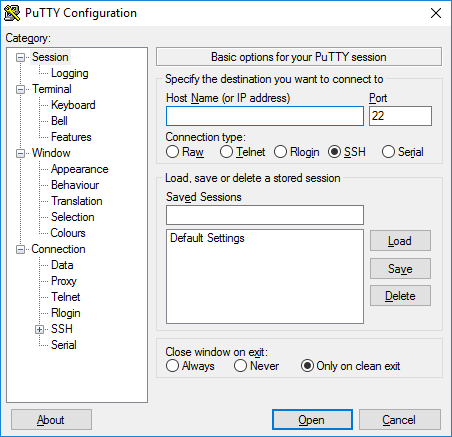 PuTTY Configuration
Category:
Session
Logging
Terminal
Keyboard
Bell
Features
Window
Appearance
Behaviour
Translation
Selection
Colours
Connection
Data
Proxy
Telnet
Rlogin
SSH
Serial
Basic options for your PuTTY session
Specify the destination you want to connect to
Host Name (or IP address) Port
22
Connection type:
Raw Telnet Rlogin SSH Serial
Load, save or delete a stored session
Saved Sessions
Default Settings
Load
Save
Delete
Close window on exit:
Always Never Only on clean exit
About Open Cancel